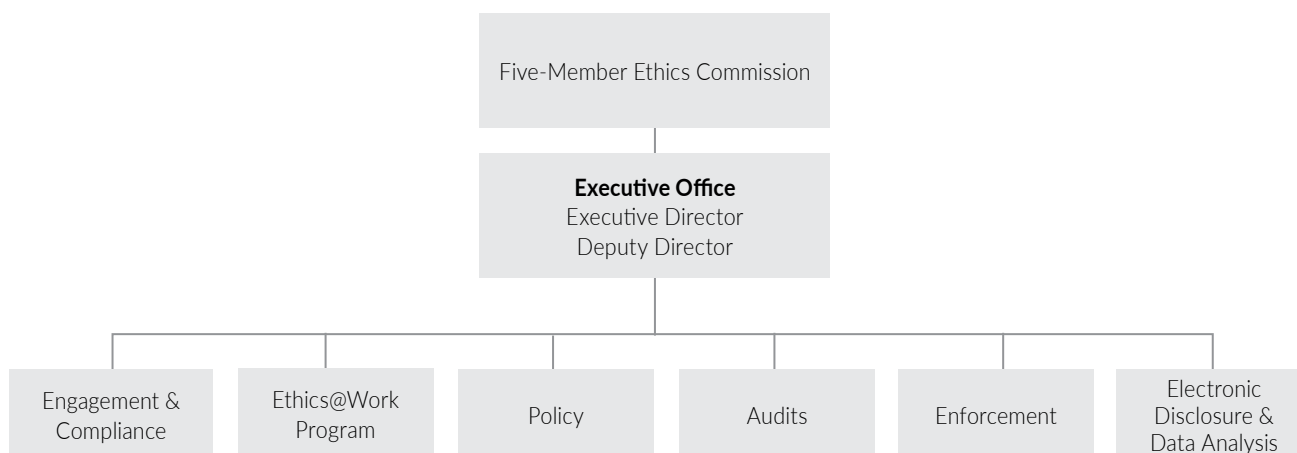 Five-Member Ethics Commission
Executive Office
Executive Director
Deputy Director
Engagement &
Compliance
Ethics@Work
Program
Policy
Audits
Enforcement
Electronic
Disclosure &
Data Analysis